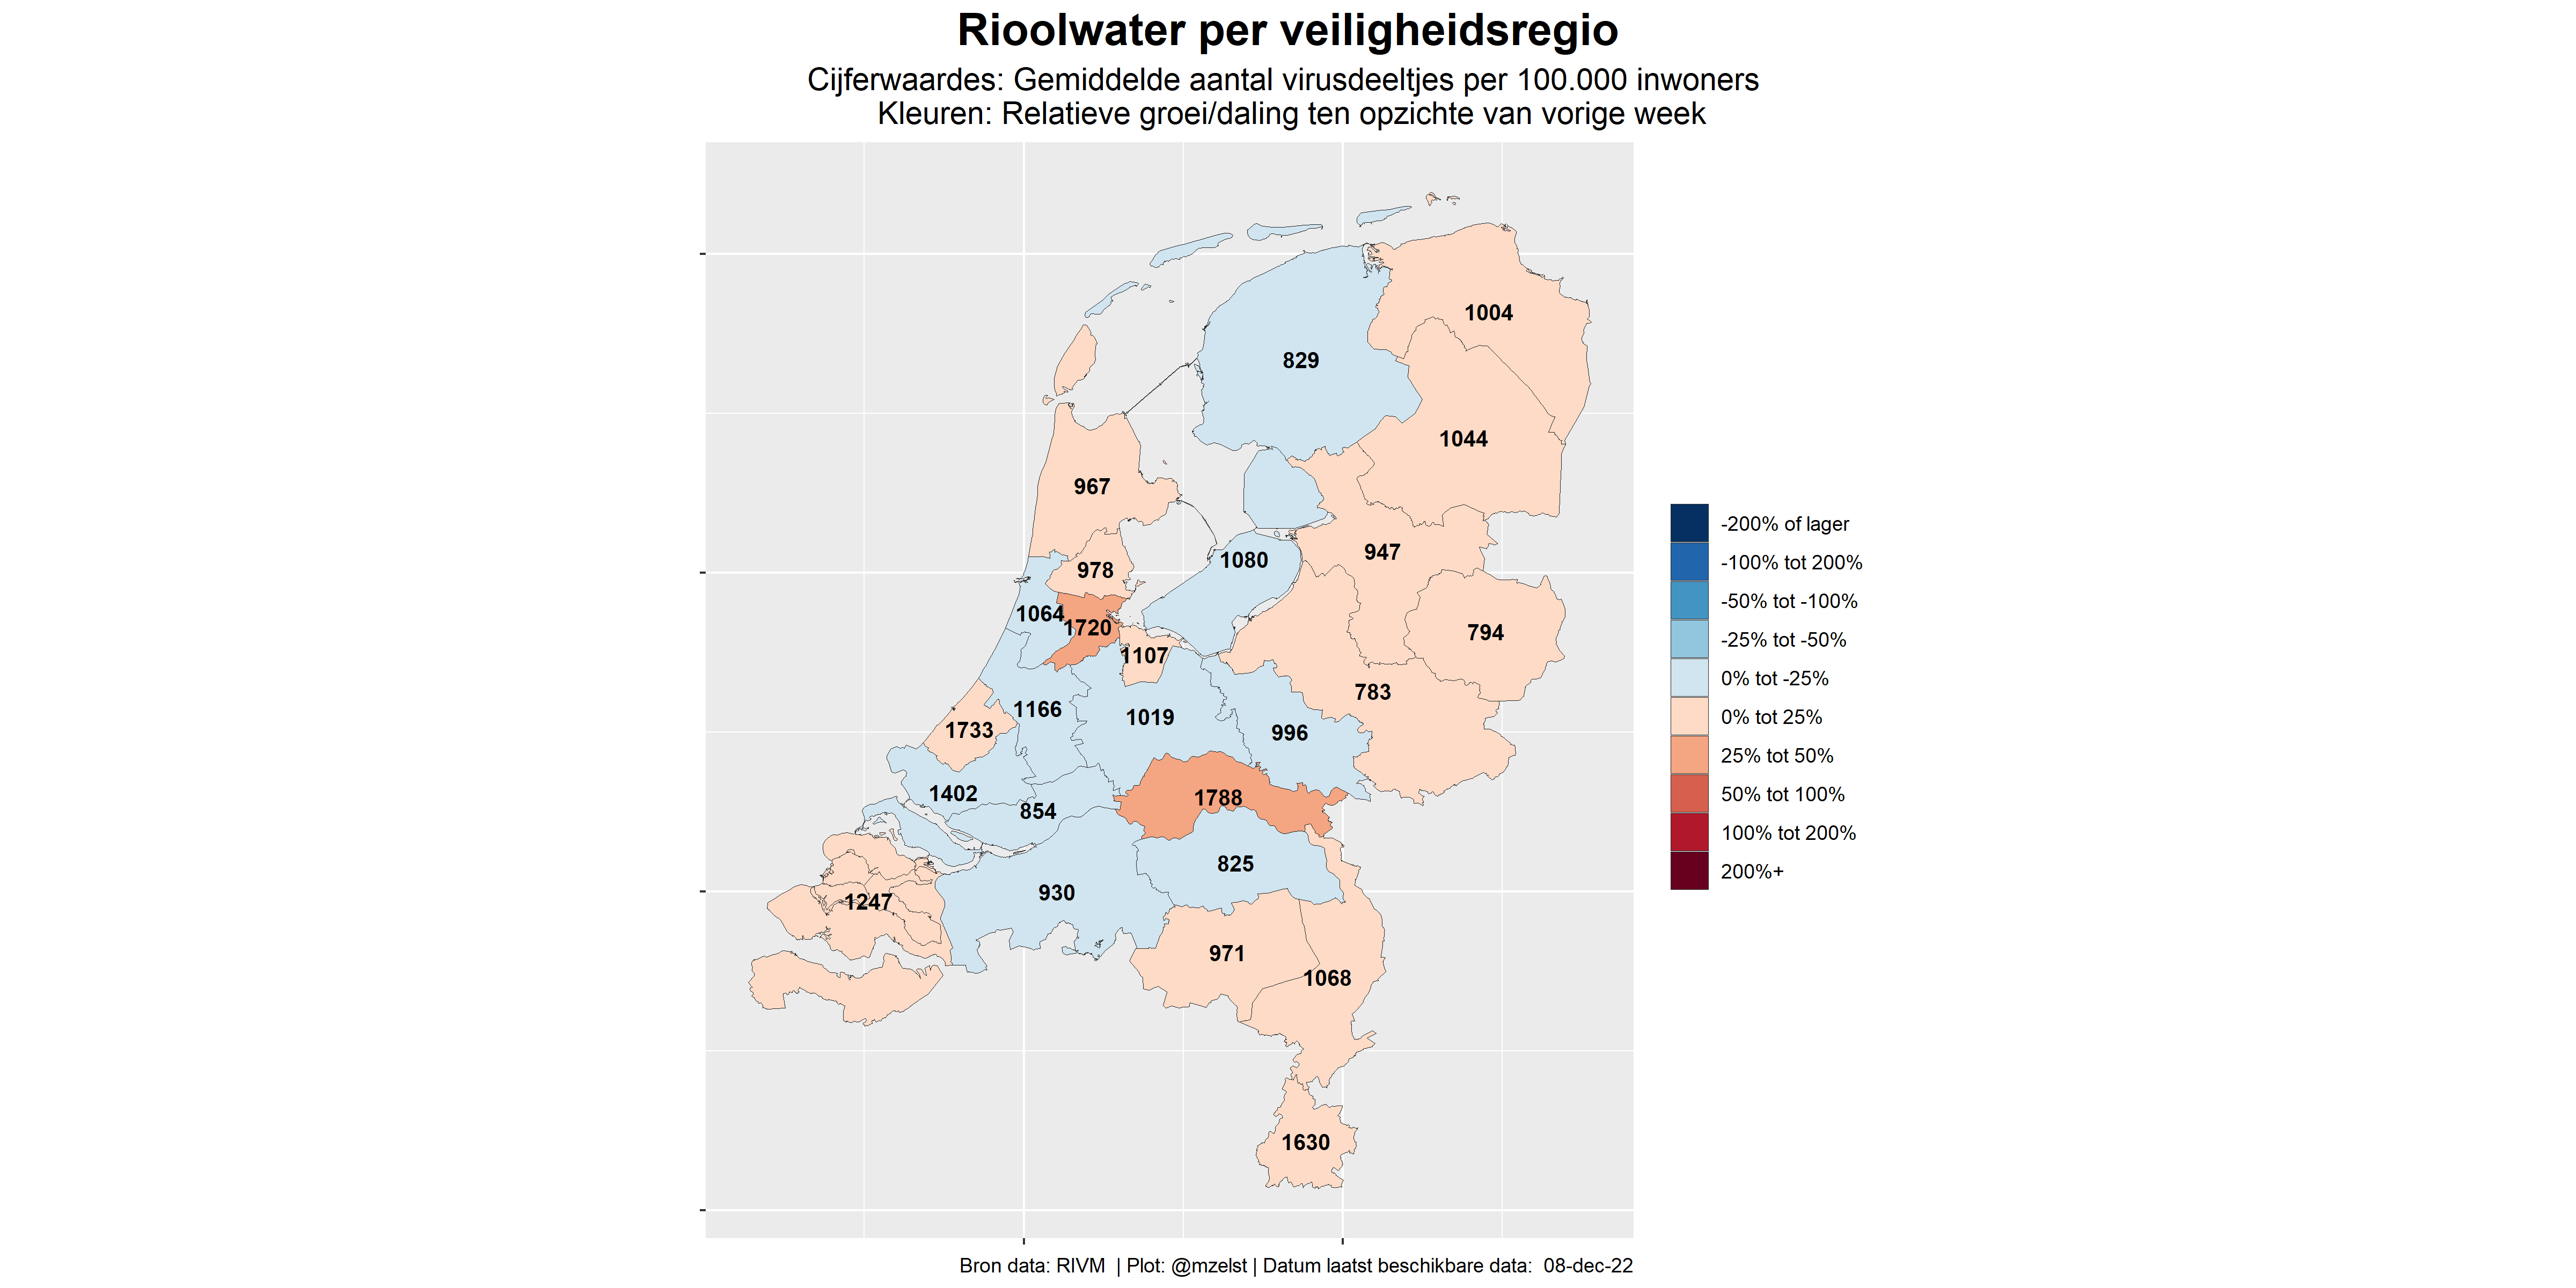 Rioolwater per veiligheidsregio
Cijferwaardes: Gemiddelde aantal virusdeeltjes per 100.000 inwoners
Kleuren: Relatieve groei/daling ten opzichte van vorige week
1004
829
1044
967
947
1080
978
1064
1720
794
1107
783
1166
1019
1733
996
1402
1788
854
825
930
1247
971
1068
1630
-200% of lager
-100% tot 200%
-50% tot -100%
-25% tot -50%
0% tot -25%
0% tot 25%
25% tot 50%
50% tot 100%
100% tot 200%
200%+
Bron data: RIVM | Plot: @mzelst | Datum laatst beschikbare data: 08-dec-22